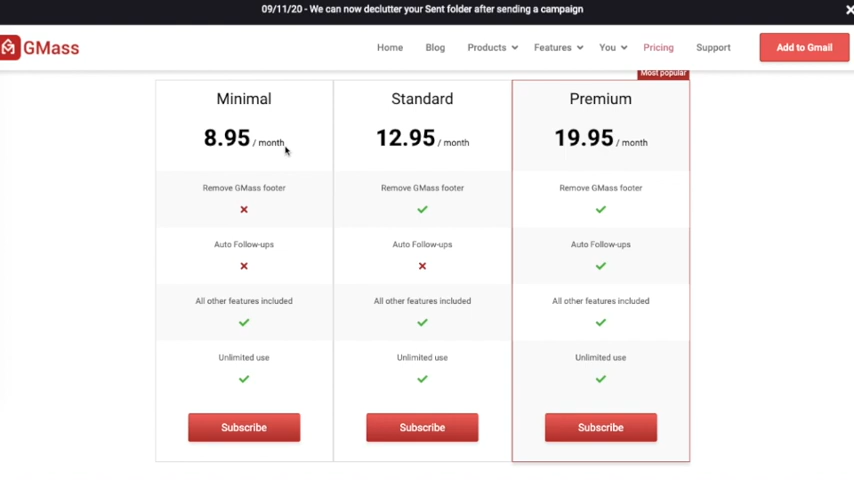 09/11/20 - We can now declutter your Sent folder after sending a campaign
GMass
Home Blog Products Features You Pricing Support Add to Gmail
Most popular
Minimal Standard Premium
8.95 / month 12.95 / month 19.95 / month
Remove GMass footer Remove GMass footer Remove GMass footer
Auto Follow-ups Auto Follow-ups Auto Follow-ups
All other features included All other features included All other features included
Unlimited use Unlimited use Unlimited use
Subscribe Subscribe Subscribe